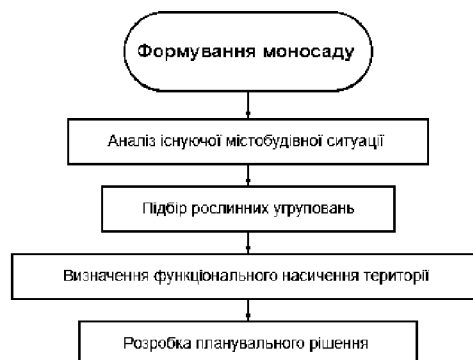 Формування моносаду
Аналіз існуючої містобудівної ситуації
Підбір рослинних угруповань
Визначення функціонального насичення території
Розробка планувального рішення